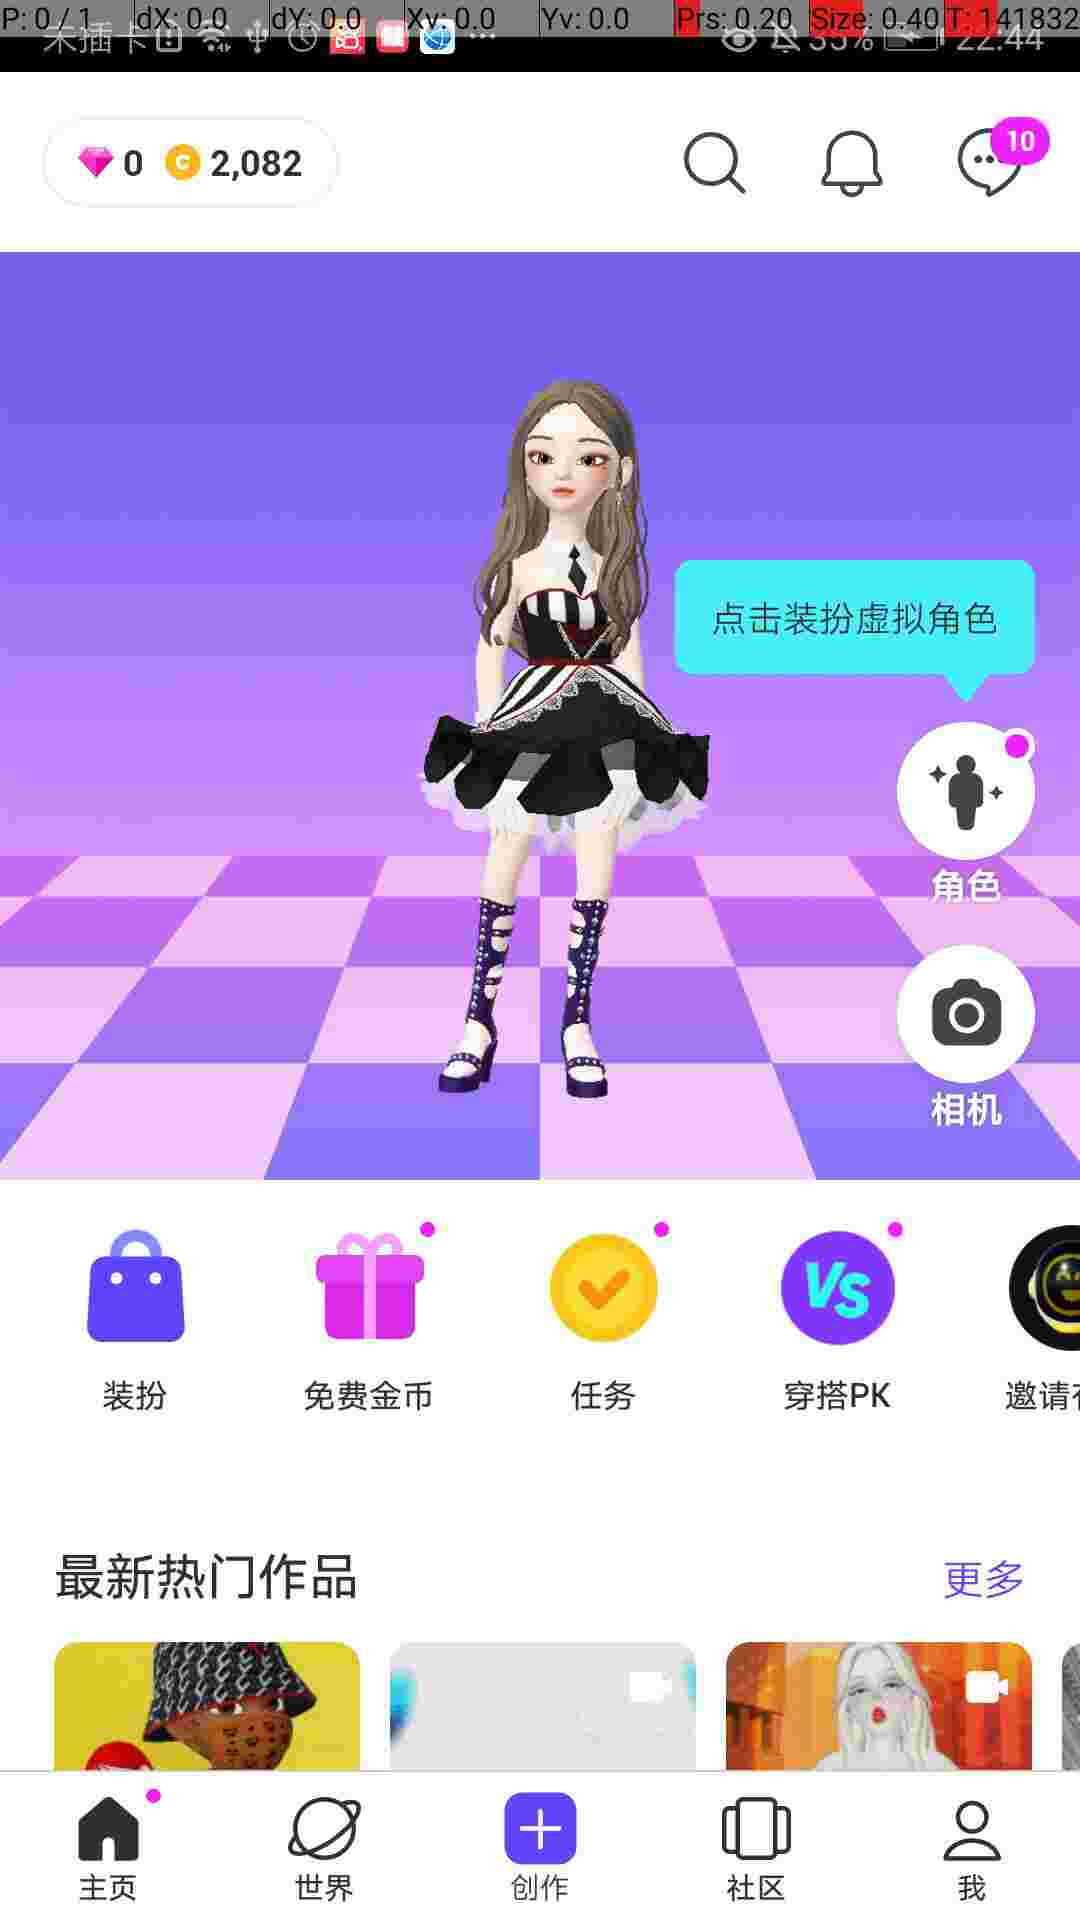 P: 0 / 1 dX: 0.0 dY: 0.0 Xv: 0.0 Yv: 0.0 Prs: 0.20 Size: 0.40 T: 141832
未插卡 35% 22:44
0 2,082 10
点击装扮虚拟角色
角色
相机
装扮 免费金币 任务 穿搭PK 邀请
最新热门作品 更多
主页 世界 创作 社区 我